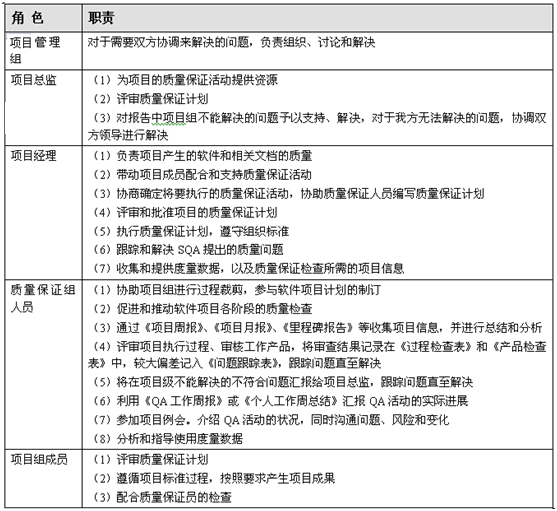 角 色 职责
项目管理 对于需要双方协调来解决的问题，负责组织、讨论和解决
组
项目总监 （1）为项目的质量保证活动提供资源
（2）评审质量保证计划
（3）对报告中项目组不能解决的问题予以支持、解决，对于我方无法解决的问题，协调双
方领导进行解决
项目经理 （1）负责项目产生的软件和相关文档的质量
（2）带动项目成员配合和支持质量保证活动
（3）协商确定将要执行的质量保证活动，协助质量保证人员编写质量保证计划
（4）评审和批准项目的质量保证计划
（5）执行质量保证计划，遵守组织标准
（6）跟踪和解决 SQA 提出的质量问题
（7）收集和提供度量数据，以及质量保证检查所需的项目信息
质量保证组 （1）协助项目组进行过程裁剪，参与软件项目计划的制订
人员 （2）促进和推动软件项目各阶段的质量检查
（3）通过《项目周报》、《项目月报》、《里程碑报告》等收集项目信息，并进行总结和分析
（4）评审项目执行过程、审核工作产品，将审查结果记录在《过程检查表》和《产品检查
表》中，较大偏差记入《问题跟踪表》，跟踪问题直至解决
（5）将在项目级不能解决的不符合问题汇报给项目总监，跟踪问题直至解决
（6）利用《QA 工作周报》或《个人工作周总结》汇报 QA 活动的实际进展
（7）参加项目例会。介绍 QA 活动的状况，同时沟通问题、风险和变化
（8）分析和指导使用度量数据
项目组成员 （1）评审质量保证计划
（2）遵循项目标准过程，按照要求产生项目成果
（3）配合质量保证员的检查